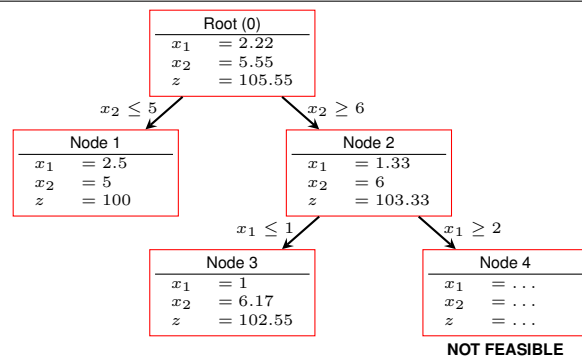 Root (0)
x₁ = 2.22
x₂ = 5.55
z = 105.55
x₂ ≤ 5
x₂ ≥ 6
Node 1
x₁ = 2.5
x₂ = 5
z = 100
Node 2
x₁ = 1.33
x₂ = 6
z = 103.33
x₁ ≤ 1
x₁ ≥ 2
Node 3
x₁ = 1
x₂ = 6.17
z = 102.55
Node 4
x₁ = ...
x₂ = ...
z = ...
NOT FEASIBLE